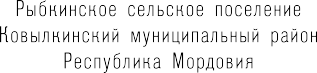 Рыбкинское сельское поселение
Ковылкинский муниципальный район
Республика Мордовия